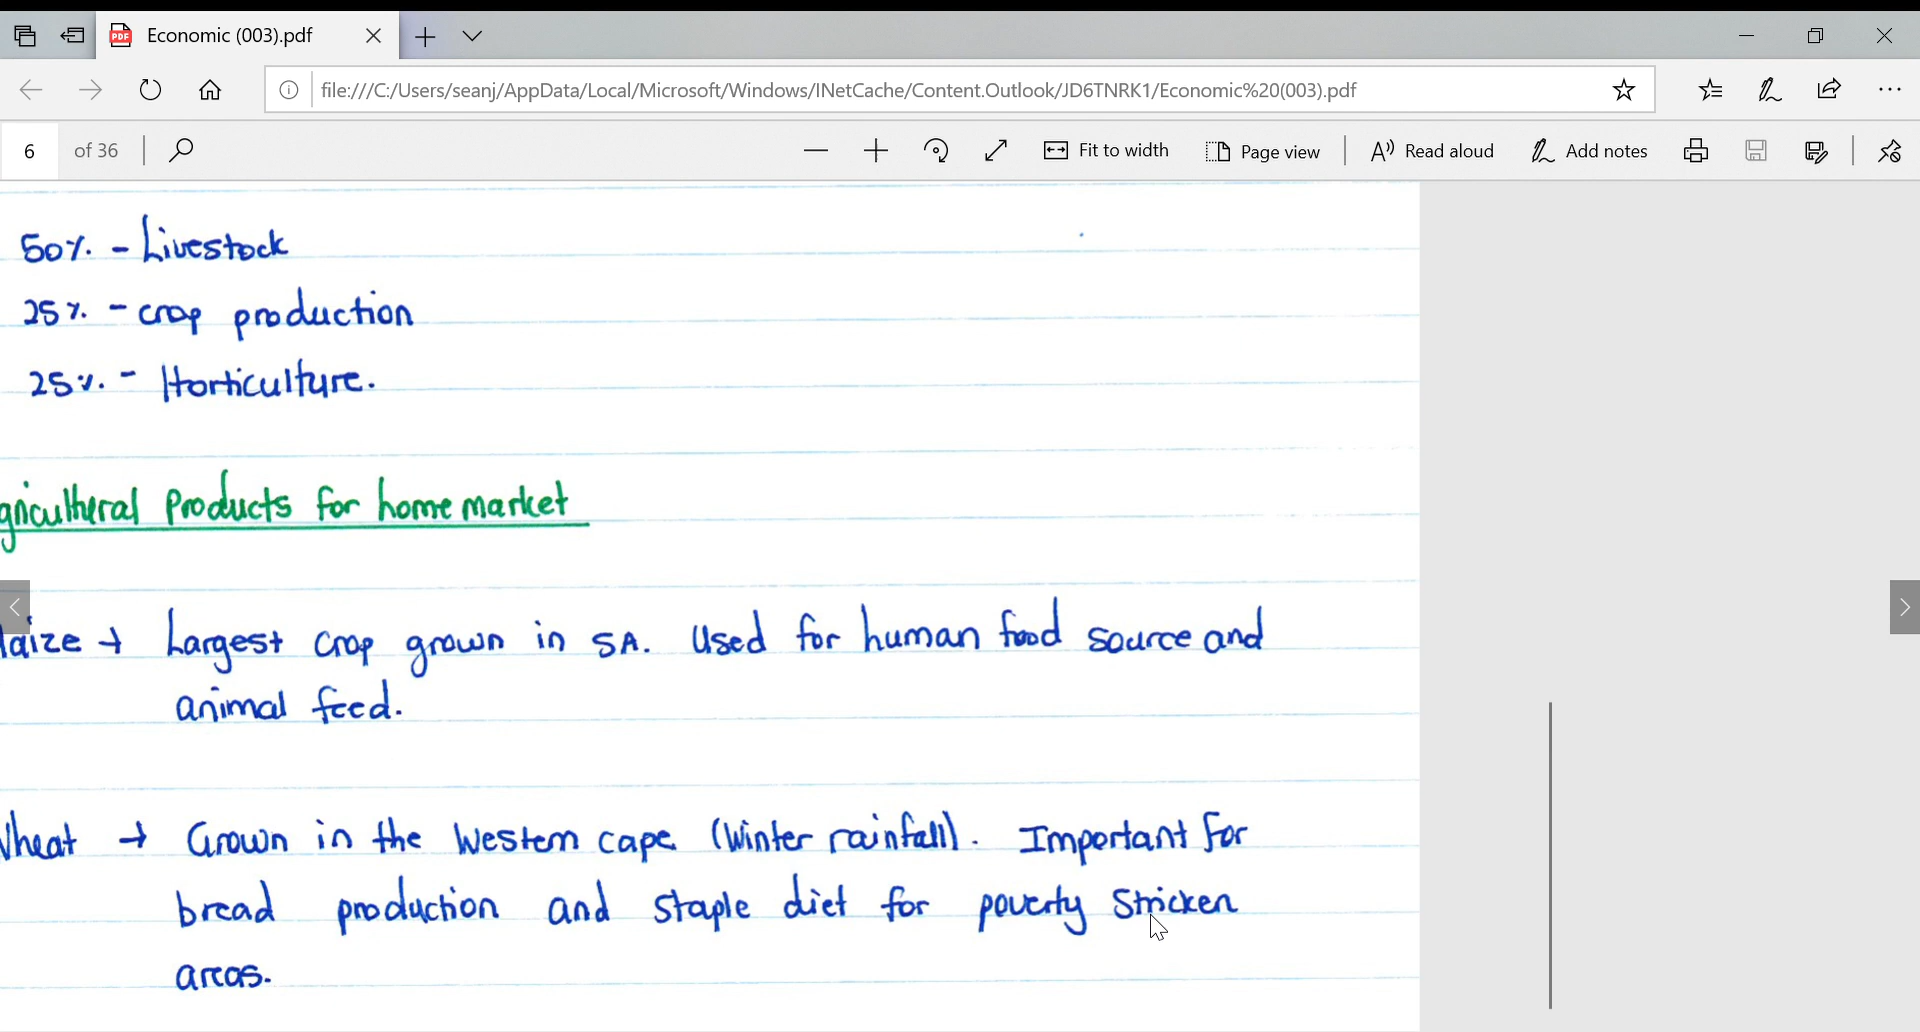 Economic (003).pdf
file:///C:/Users/seanj/AppData/Local/Microsoft/Windows/INetCache/Content.Outlook/JD6TNRK1/Economic%20(003).pdf
6 of 36 Fit to width Page view Read aloud Add notes
50% - Livestock
25% - crop production
25% - Horticulture.
gricultural Products for home market
aize → Largest crop grown in SA. Used for human food source and
animal feed.
heat → Grown in the Western cape (Winter rainfall). Important for
bread production and staple diet for poverty Stricken
areas.